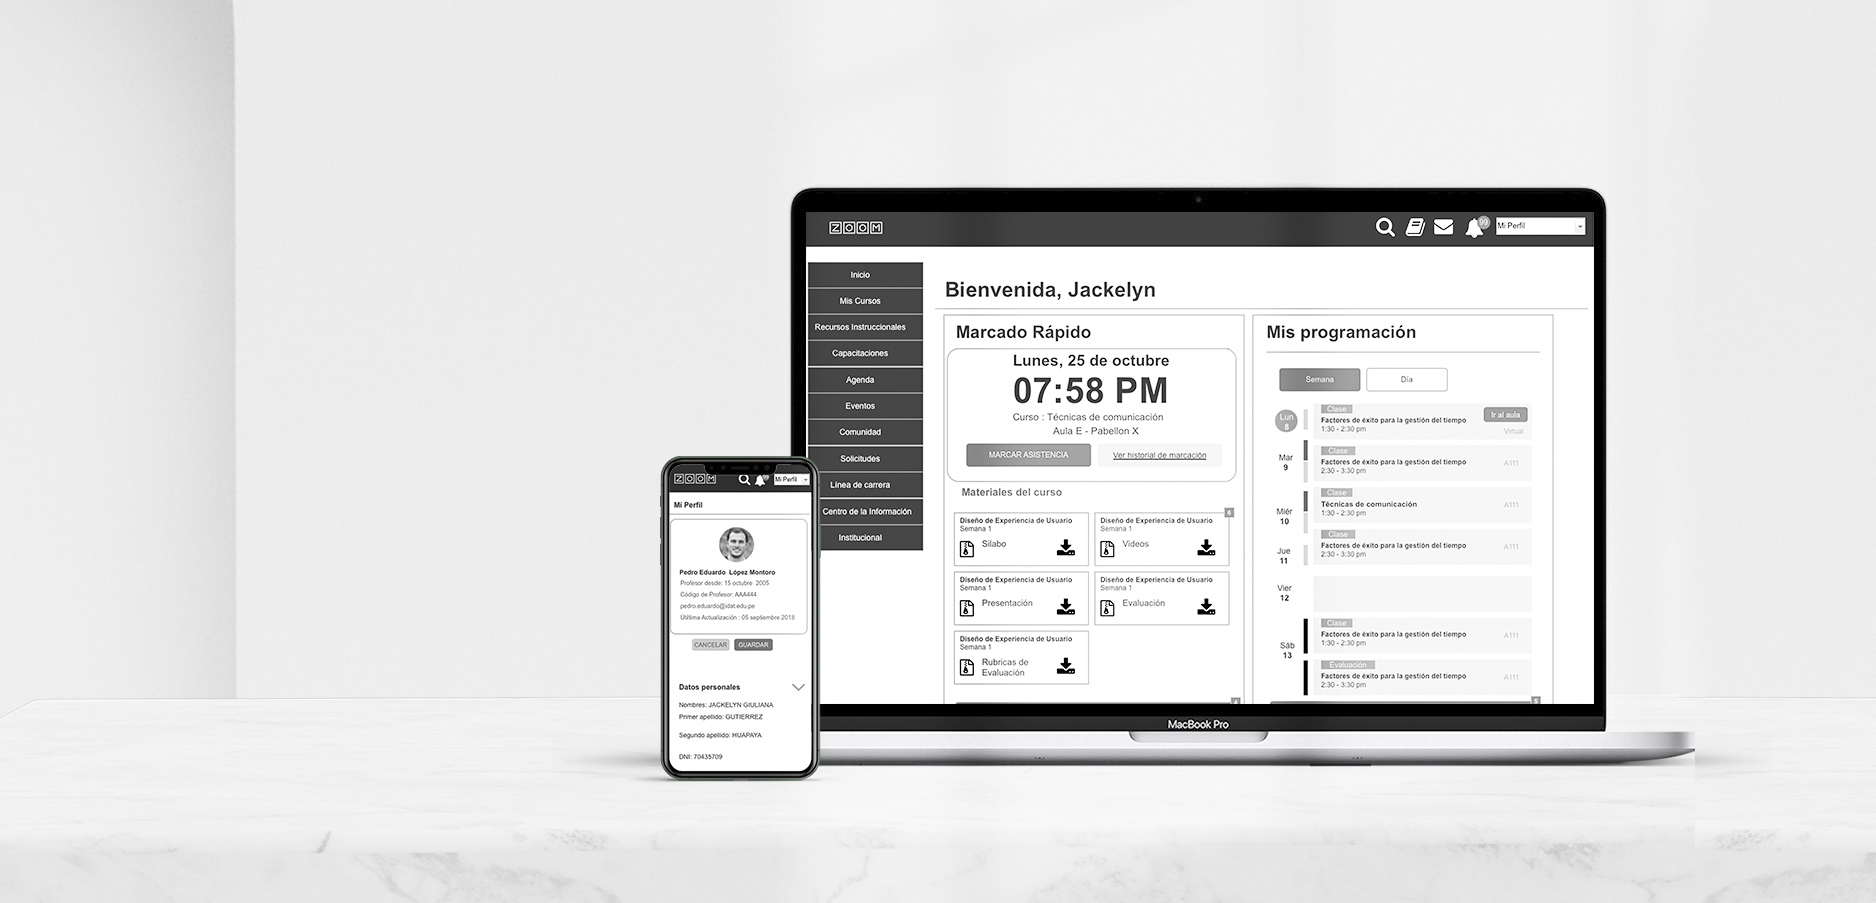 ZOOM
99
Mi Perfil
Inicio
Mis Cursos
Recursos Instruccionales
Capacitaciones
Agenda
Eventos
Comunidad
Solicitudes
Línea de carrera
Centro de la Información
Institucional
Bienvenida, Jackelyn
Marcado Rápido
Lunes, 25 de octubre
07:58 PM
Curso : Técnicas de comunicación
Aula E - Pabellon X
MARCAR ASISTENCIA
Ver historial de marcación
Materiales del curso
Diseño de Experiencia de Usuario
Semana 1
Silabo
Diseño de Experiencia de Usuario
Semana 1
Videos
Diseño de Experiencia de Usuario
Semana 1
Presentación
Diseño de Experiencia de Usuario
Semana 1
Evaluación
Diseño de Experiencia de Usuario
Semana 1
Rubricas de
Evaluación
Mis programación
Semana
Día
Lun
8
Clase
Factores de éxito para la gestión del tiempo
1:30 - 2:30 pm
Ir al aula
Virtual
Mar
9
Clase
Factores de éxito para la gestión del tiempo
2:30 - 3:30 pm
A111
Miér
10
Clase
Técnicas de comunicación
1:30 - 2:30 pm
A111
Jue
11
Clase
Factores de éxito para la gestión del tiempo
2:30 - 3:30 pm
A111
Vier
12
Sáb
13
Clase
Factores de éxito para la gestión del tiempo
1:30 - 2:30 pm
A111
Evaluación
Factores de éxito para la gestión del tiempo
2:30 - 3:30 pm
A111
MacBook Pro
ZOOM
Mi Perfil
Mi Perfil
Pedro Eduardo López Montoro
Profesor desde: 15 octubre 2005
Código de Profesor: AAA444
pedro.eduardo@idat.edu.pe
Útiltima Actualización : 05 septiembre 2018
CANCELAR
GUARDAR
Datos personales
Nombres: JACKELYN GIULIANA
Primer apellido: GUTIERREZ
Segundo apellido: HUAPAYA
DNI: 70435709